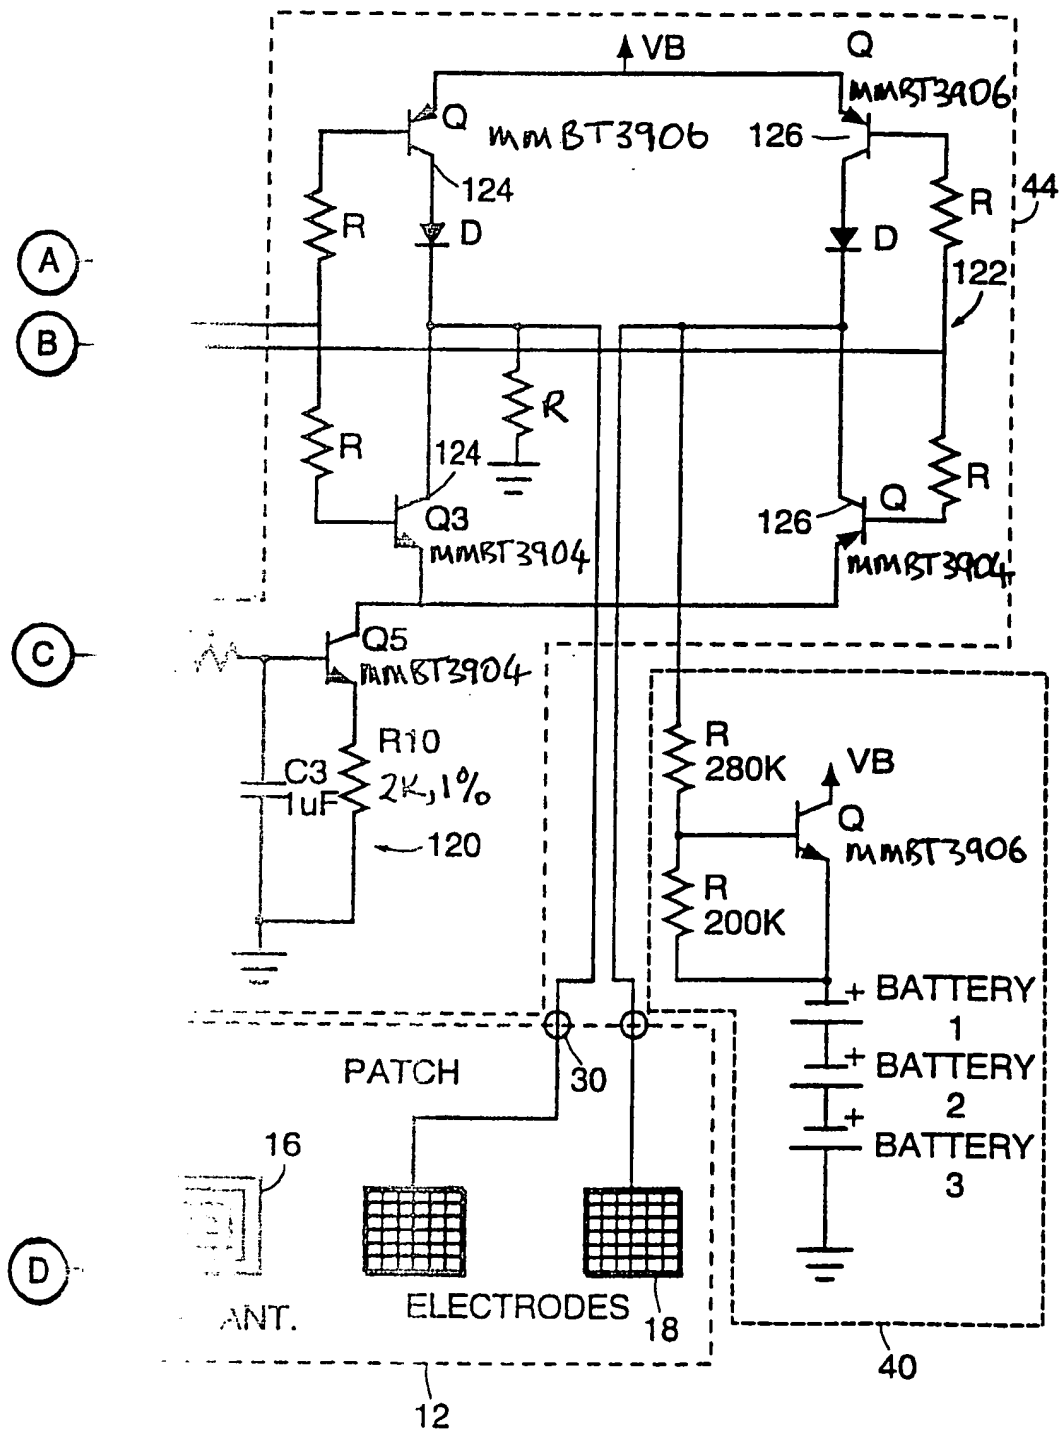 VB
Q
MMBT3906
Q
MMBT3906
126
124
44
R
D
D
R
A
122
B
R
R
124
R
Q3
126
Q
MMBT3904
MMBT3904
C
Q5
MMBT3904
R10
2K, 1%
C3
1uF
120
R
280K
VB
Q
MMBT3906
R
200K
+ BATTERY
1
+ BATTERY
2
+ BATTERY
3
PATCH
30
16
D
ANT.
ELECTRODES
18
40
12